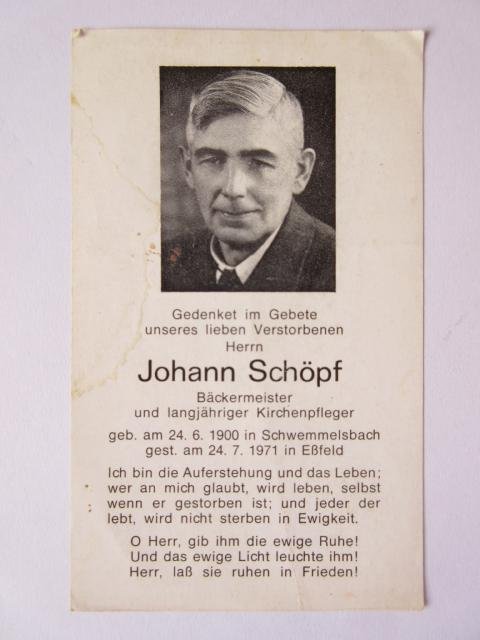 Gedenket im Gebete
unseres lieben Verstorbenen
Herrn
Johann Schöpf
Bäckermeister
und langjähriger Kirchenpfleger
geb. am 24. 6. 1900 in Schwemmelsbach
gest. am 24. 7. 1971 in Eßfeld
Ich bin die Auferstehung und das Leben;
wer an mich glaubt, wird leben, selbst
wenn er gestorben ist; und jeder der
lebt, wird nicht sterben in Ewigkeit.
O Herr, gib ihm die ewige Ruhe!
Und das ewige Licht leuchte ihm!
Herr, laß sie ruhen in Frieden!